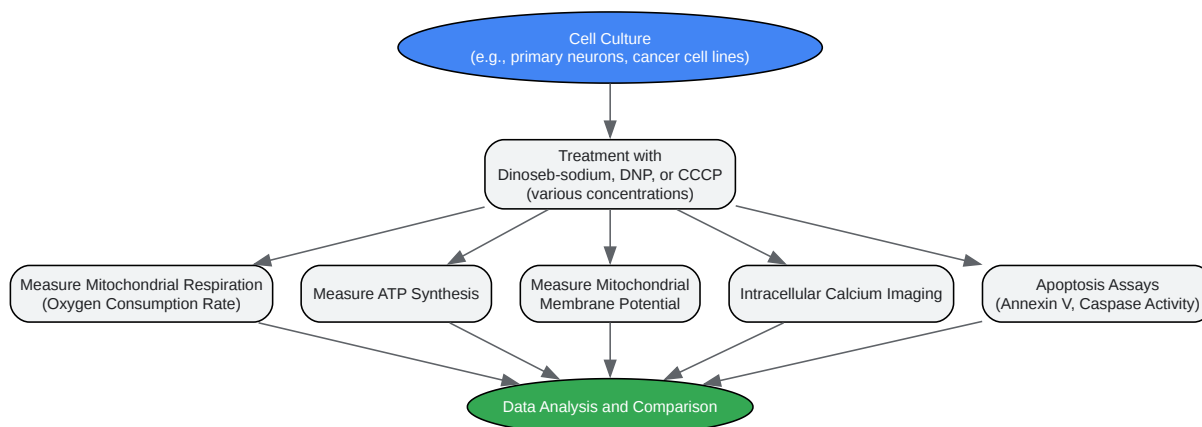 Cell Culture
(e.g., primary neurons, cancer cell lines)
Treatment with
Dinoseb-sodium, DNP, or CCCP
(various concentrations)
Measure Mitochondrial Respiration
(Oxygen Consumption Rate)
Measure ATP Synthesis
Measure Mitochondrial
Membrane Potential
Intracellular Calcium Imaging
Apoptosis Assays
(Annexin V, Caspase Activity)
Data Analysis and Comparison